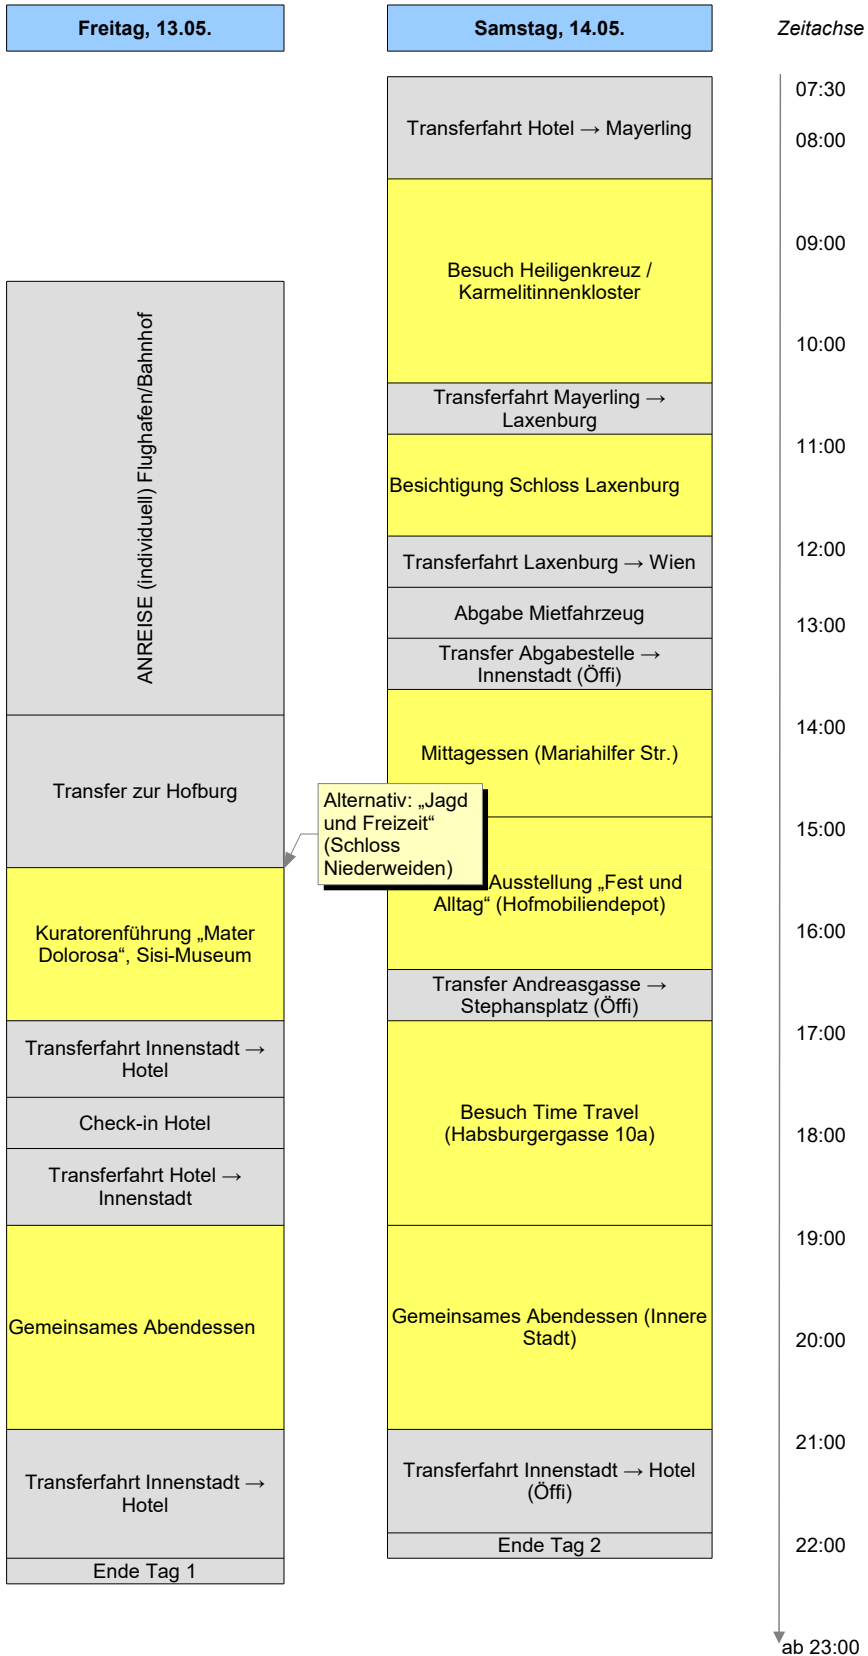 Freitag, 13.05.
Samstag, 14.05.
Zeitachse
ANREISE (individuell) Flughafen/Bahnhof
Transfer zur Hofburg
Kuratorenführung „Mater
Dolorosa“, Sisi-Museum
Transferfahrt Innenstadt →
Hotel
Check-in Hotel
Transferfahrt Hotel →
Innenstadt
Gemeinsames Abendessen
Transferfahrt Innenstadt →
Hotel
Ende Tag 1
Alternativ: „Jagd
und Freizeit“
(Schloss
Niederweiden)
Transferfahrt Hotel → Mayerling
Besuch Heiligenkreuz /
Karmelitinnenkloster
Transferfahrt Mayerling →
Laxenburg
Besichtigung Schloss Laxenburg
Transferfahrt Laxenburg → Wien
Abgabe Mietfahrzeug
Transfer Abgabestelle →
Innenstadt (Öffi)
Mittagessen (Mariahilfer Str.)
Ausstellung „Fest und
Alltag“ (Hofmobiliendepot)
Transfer Andreasgasse →
Stephansplatz (Öffi)
Besuch Time Travel
(Habsburgergasse 10a)
Gemeinsames Abendessen (Innere
Stadt)
Transferfahrt Innenstadt → Hotel
(Öffi)
Ende Tag 2
07:30
08:00
09:00
10:00
11:00
12:00
13:00
14:00
15:00
16:00
17:00
18:00
19:00
20:00
21:00
22:00
ab 23:00